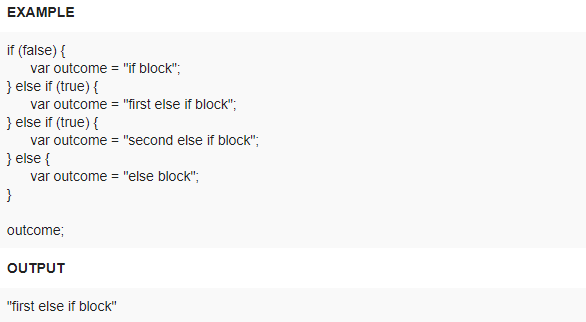 EXAMPLE
if (false) {
var outcome = "if block";
} else if (true) {
var outcome = "first else if block";
} else if (true) {
var outcome = "second else if block";
} else {
var outcome = "else block";
}
outcome;
OUTPUT
"first else if block"